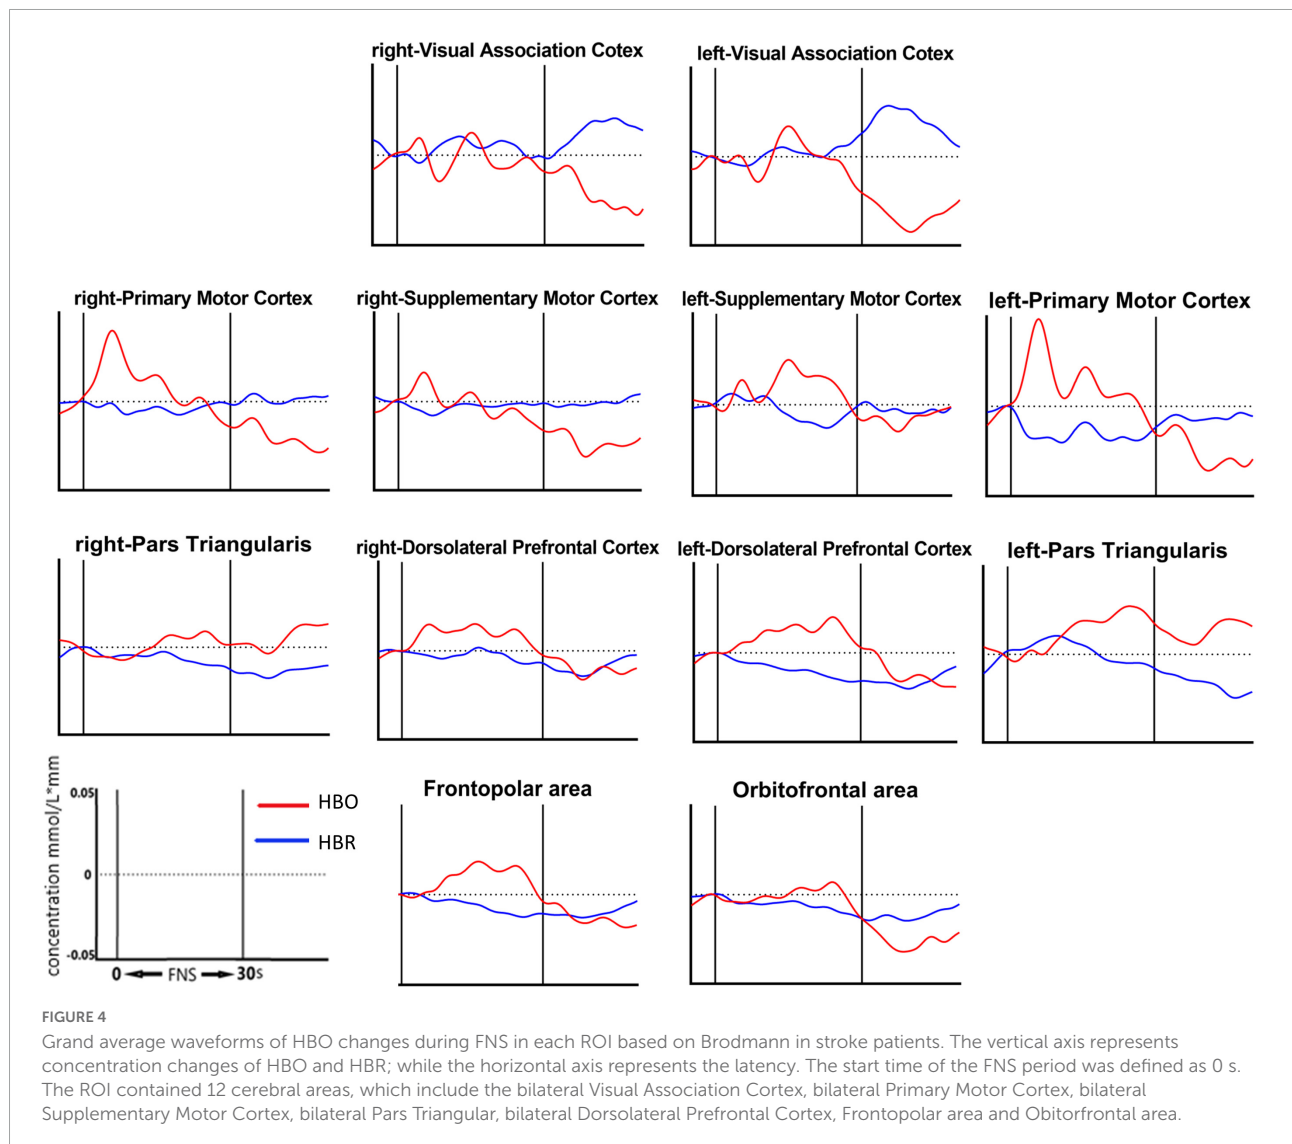 right-Visual Association Cotex
left-Visual Association Cotex
right-Primary Motor Cortex
right-Supplementary Motor Cortex
left-Supplementary Motor Cortex
left-Primary Motor Cortex
right-Pars Triangularis
right-Dorsolateral Prefrontal Cortex
left-Dorsolateral Prefrontal Cortex
left-Pars Triangularis
Frontopolar area
Orbitofrontal area
concentration mmol/L*mm
0.05
0
-0.05
0 FNS 30s
HBO
HBR
FIGURE 4
Grand average waveforms of HBO changes during FNS in each ROI based on Brodmann in stroke patients. The vertical axis represents
concentration changes of HBO and HBR; while the horizontal axis represents the latency. The start time of the FNS period was defined as 0 s.
The ROI contained 12 cerebral areas, which include the bilateral Visual Association Cortex, bilateral Primary Motor Cortex, bilateral
Supplementary Motor Cortex, bilateral Pars Triangular, bilateral Dorsolateral Prefrontal Cortex, Frontopolar area and Obitorfrontal area.